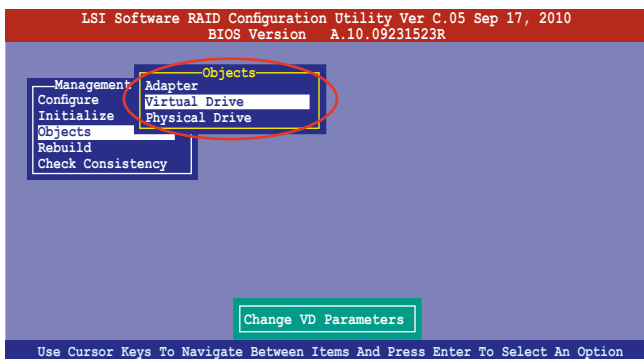 LSI Software RAID Configuration Utility Ver C.05 Sep 17, 2010
BIOS Version A.10.09231523R
Management
Configure
Initialize
Objects
Rebuild
Check Consistency
Objects
Adapter
Virtual Drive
Physical Drive
Change VD Parameters
Use Cursor Keys To Navigate Between Items And Press Enter To Select An Option